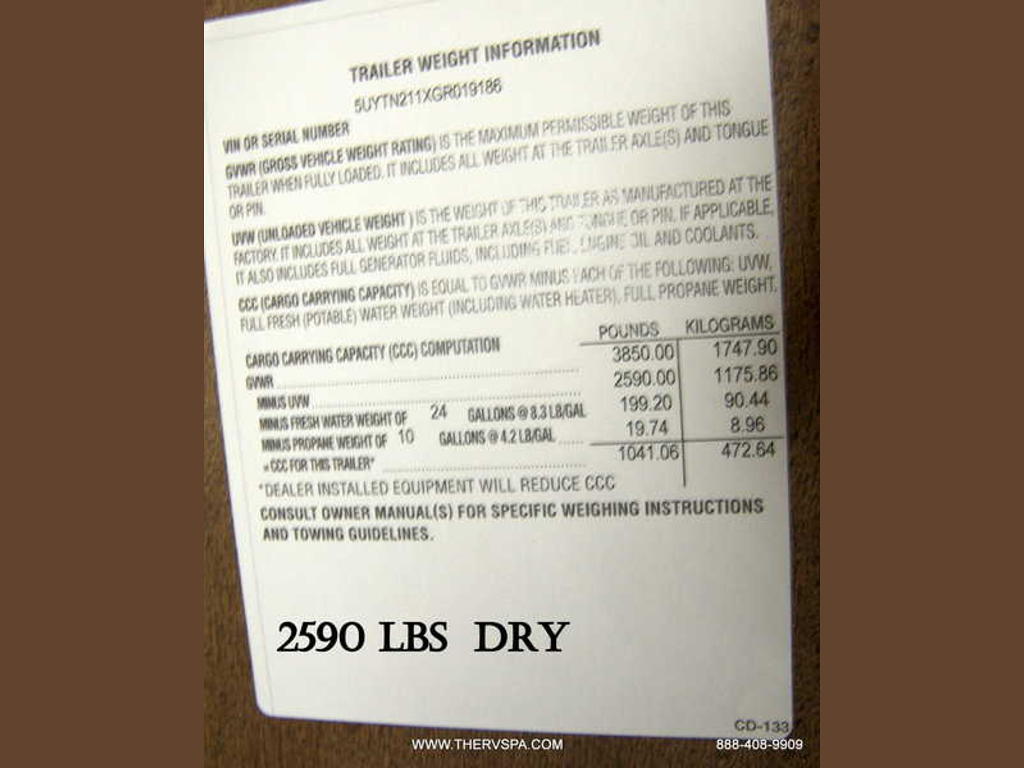 TRAILER WEIGHT INFORMATION
5UYTN211XGR019186
VIN OR SERIAL NUMBER
GVWR (GROSS VEHICLE WEIGHT RATING) IS THE MAXIMUM PERMISSIBLE WEIGHT OF THIS
TRAILER WHEN FULLY LOADED. IT INCLUDES ALL WEIGHT AT THE TRAILER AXLE(S) AND TONGUE
OR PIN.
UVW (UNLOADED VEHICLE WEIGHT ) IS THE WEIGHT OF THIS TRAILER AS MANUFACTURED AT THE
FACTORY. IT INCLUDES ALL WEIGHT AT THE TRAILER AXLE(S) AND TONGUE OR PIN. IF APPLICABLE,
IT ALSO INCLUDES FULL GENERATOR FLUIDS, INCLUDING FUEL, ENGINE OIL AND COOLANTS.
CCC (CARGO CARRYING CAPACITY) IS EQUAL TO GVWR MINUS EACH OF THE FOLLOWING: UVW,
FULL FRESH (POTABLE) WATER WEIGHT (INCLUDING WATER HEATER), FULL PROPANE WEIGHT.
CARGO CARRYING CAPACITY (CCC) COMPUTATION POUNDS KILOGRAMS
GVWR 3850.00 1747.90
MINUS UVW 2590.00 1175.86
MINUS FRESH WATER WEIGHT OF 24 GALLONS @ 8.3 LB/GAL 199.20 90.44
MINUS PROPANE WEIGHT OF 10 GALLONS @ 4.2 LB/GAL 19.74 8.96
= CCC FOR THIS TRAILER* 1041.06 472.64
*DEALER INSTALLED EQUIPMENT WILL REDUCE CCC
CONSULT OWNER MANUAL(S) FOR SPECIFIC WEIGHING INSTRUCTIONS
AND TOWING GUIDELINES.
2590 LBS DRY
CD-133
WWW.THERVSPA.COM 888-408-9909